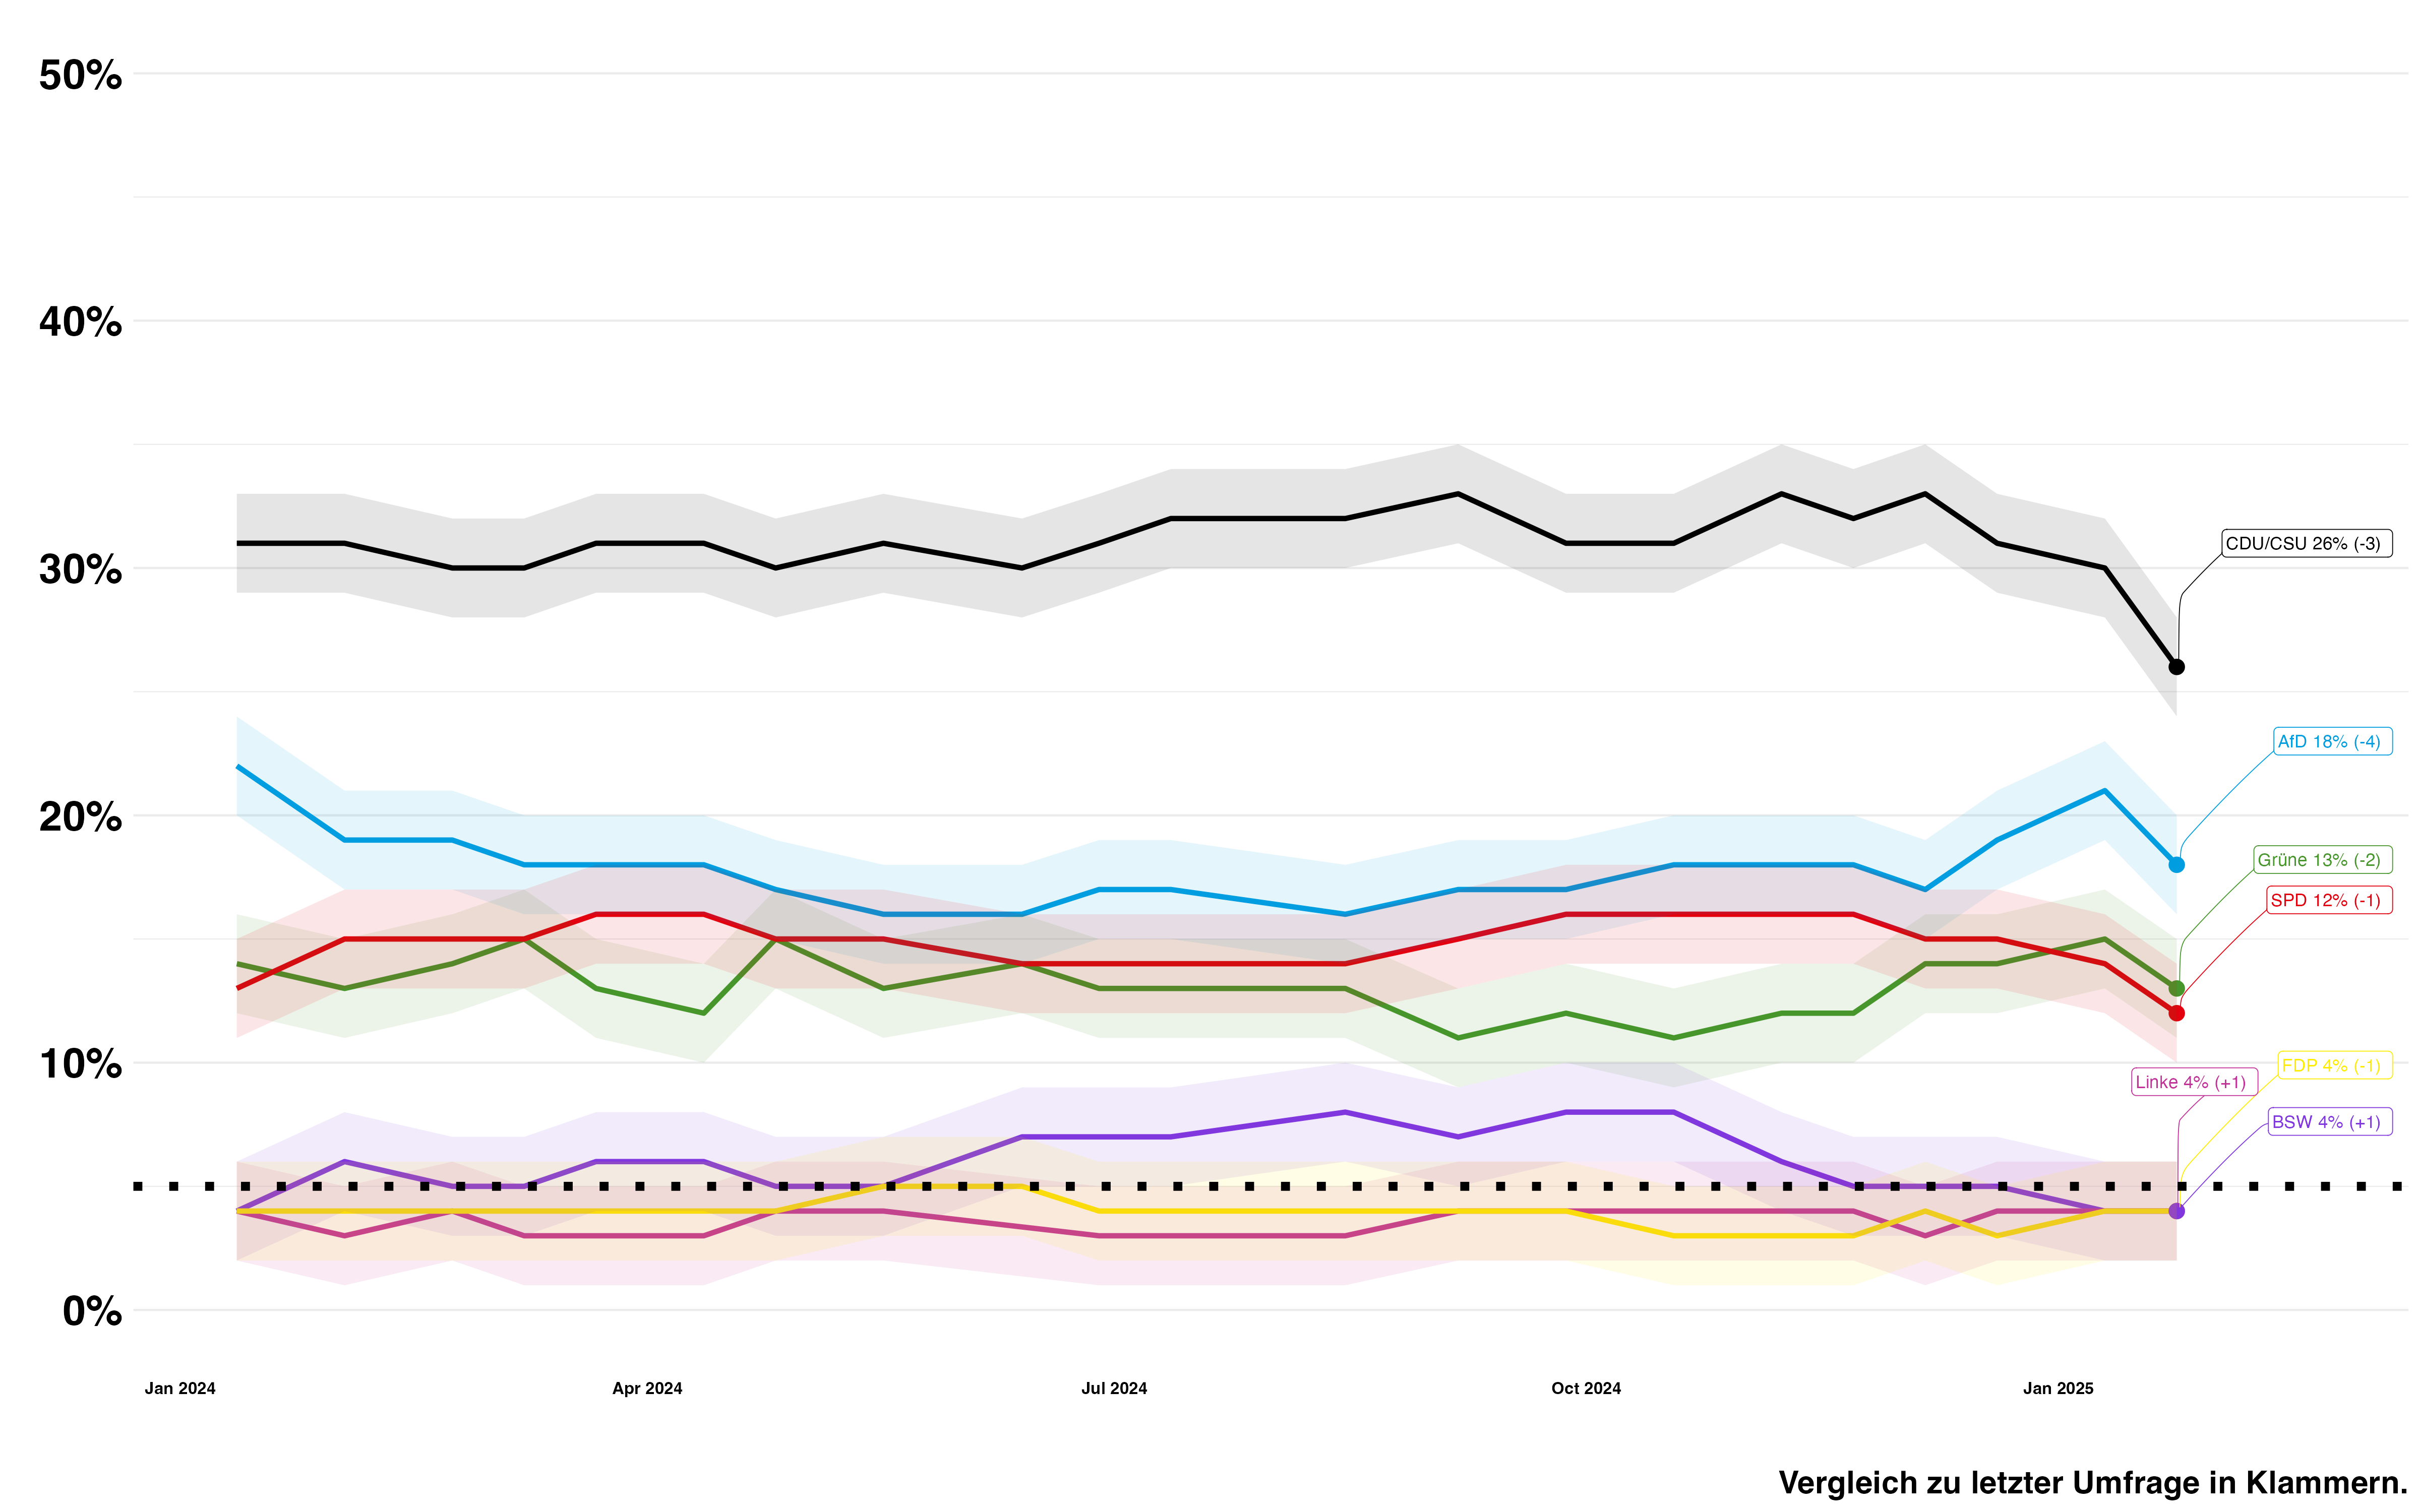 50%
40%
30%
20%
10%
0%
CDU/CSU 26% (-3)
AfD 18% (-4)
Grüne 13% (-2)
SPD 12% (-1)
FDP 4% (-1)
Linke 4% (+1)
BSW 4% (+1)
Jan 2024
Apr 2024
Jul 2024
Oct 2024
Jan 2025
Vergleich zu letzter Umfrage in Klammern.